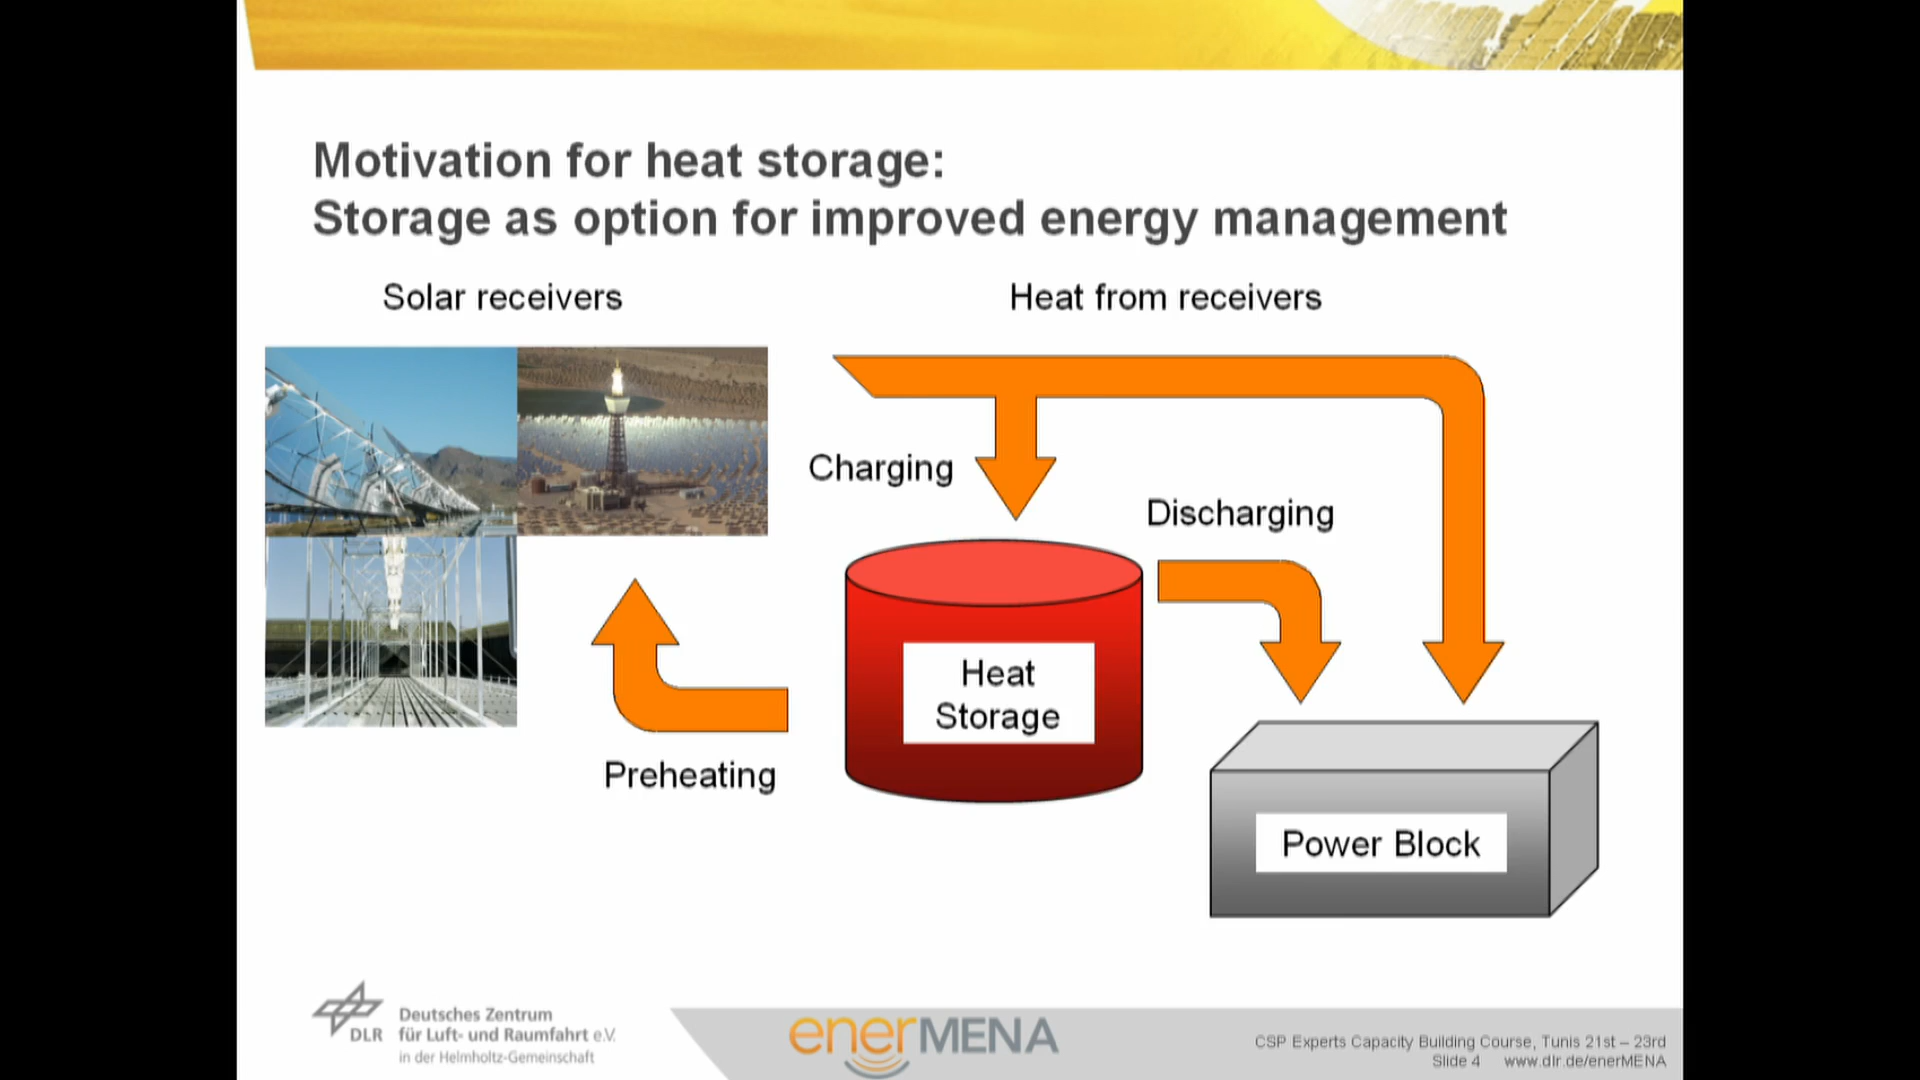 Motivation for heat storage:
Storage as option for improved energy management
Solar receivers
Heat from receivers
Charging
Discharging
Heat
Storage
Preheating
Power Block
DLR
Deutsches Zentrum
für Luft- und Raumfahrt e.V.
in der Helmholtz-Gemeinschaft
enerMENA
CSP Experts Capacity Building Course, Tunis 21st – 23rd
Slide 4 www.dlr.de/enerMENA